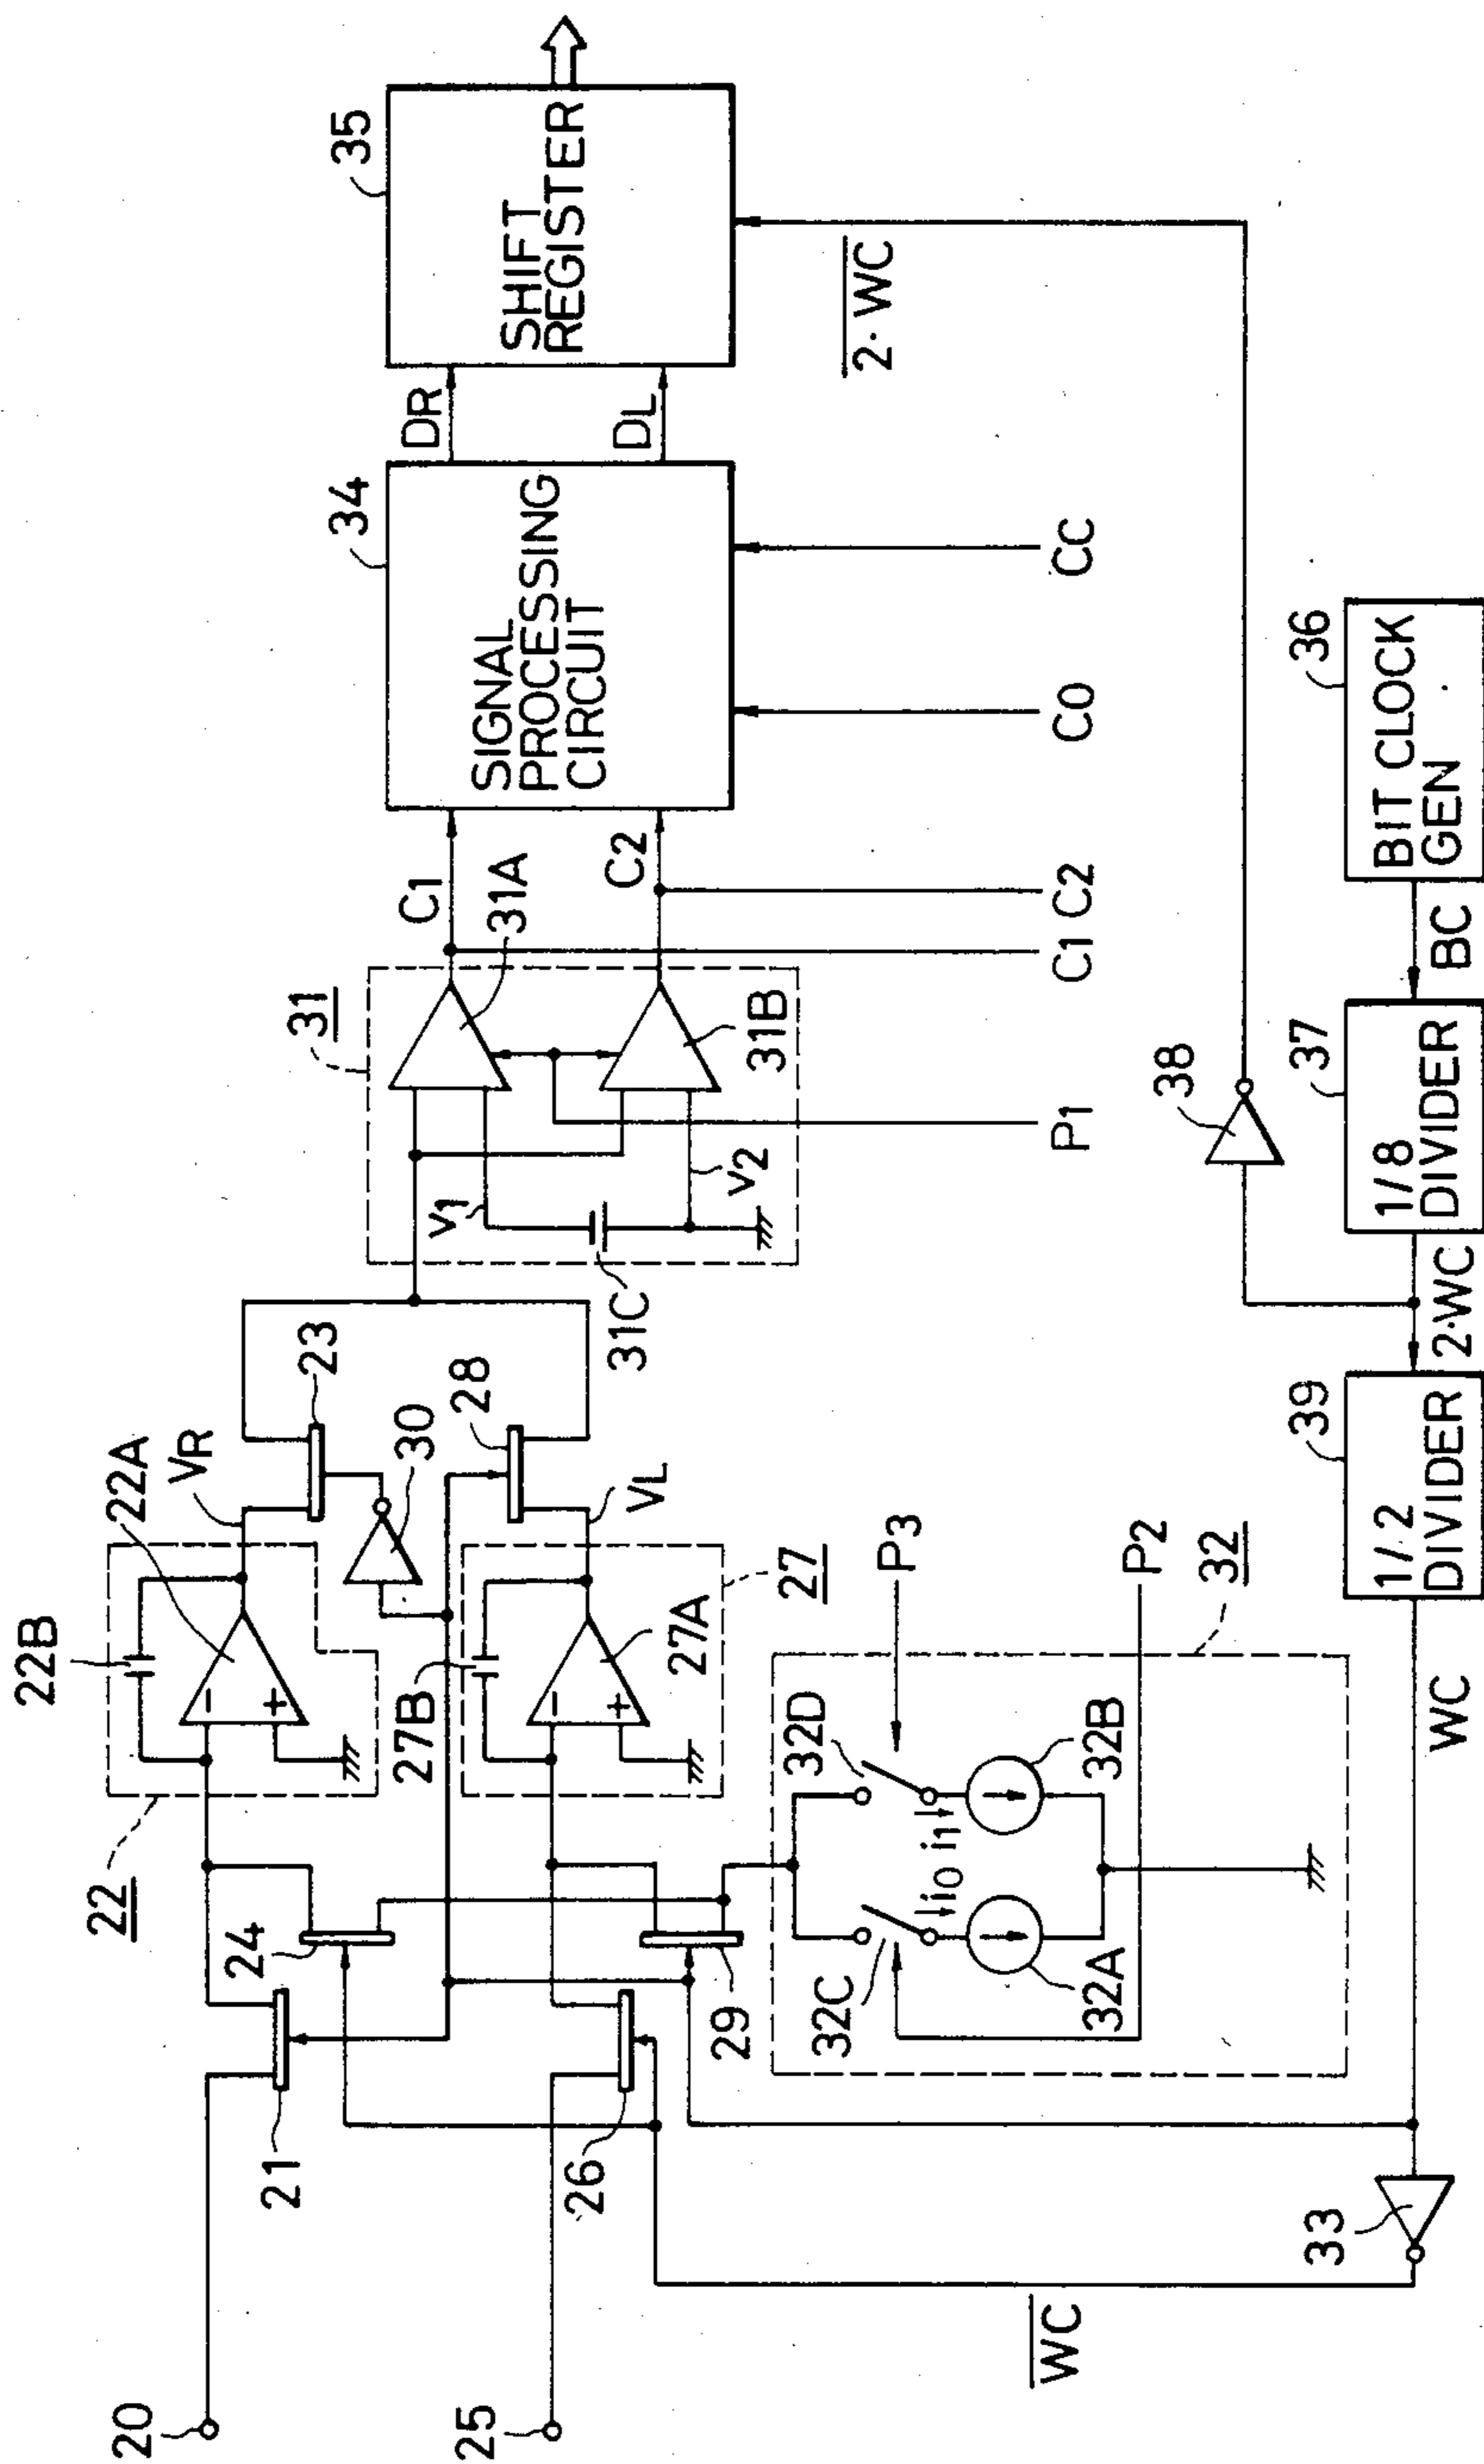 20
21
22
22B
22A
VR
23
24
30
25
26
27B
27A
27
28
VL
29
31
31A
31B
31C
V1
V2
P1
C1
C2
C1
C2
34
SIGNAL
PROCESSING
CIRCUIT
CO
CC
DR
DL
35
SHIFT
REGISTER
2·WC
32
32A
32B
32C
32D
i0
i1
P3
P2
33
WC
WC
39
1/2
DIVIDER
2·WC
38
37
1/8
DIVIDER
BC
36
BIT CLOCK
GEN